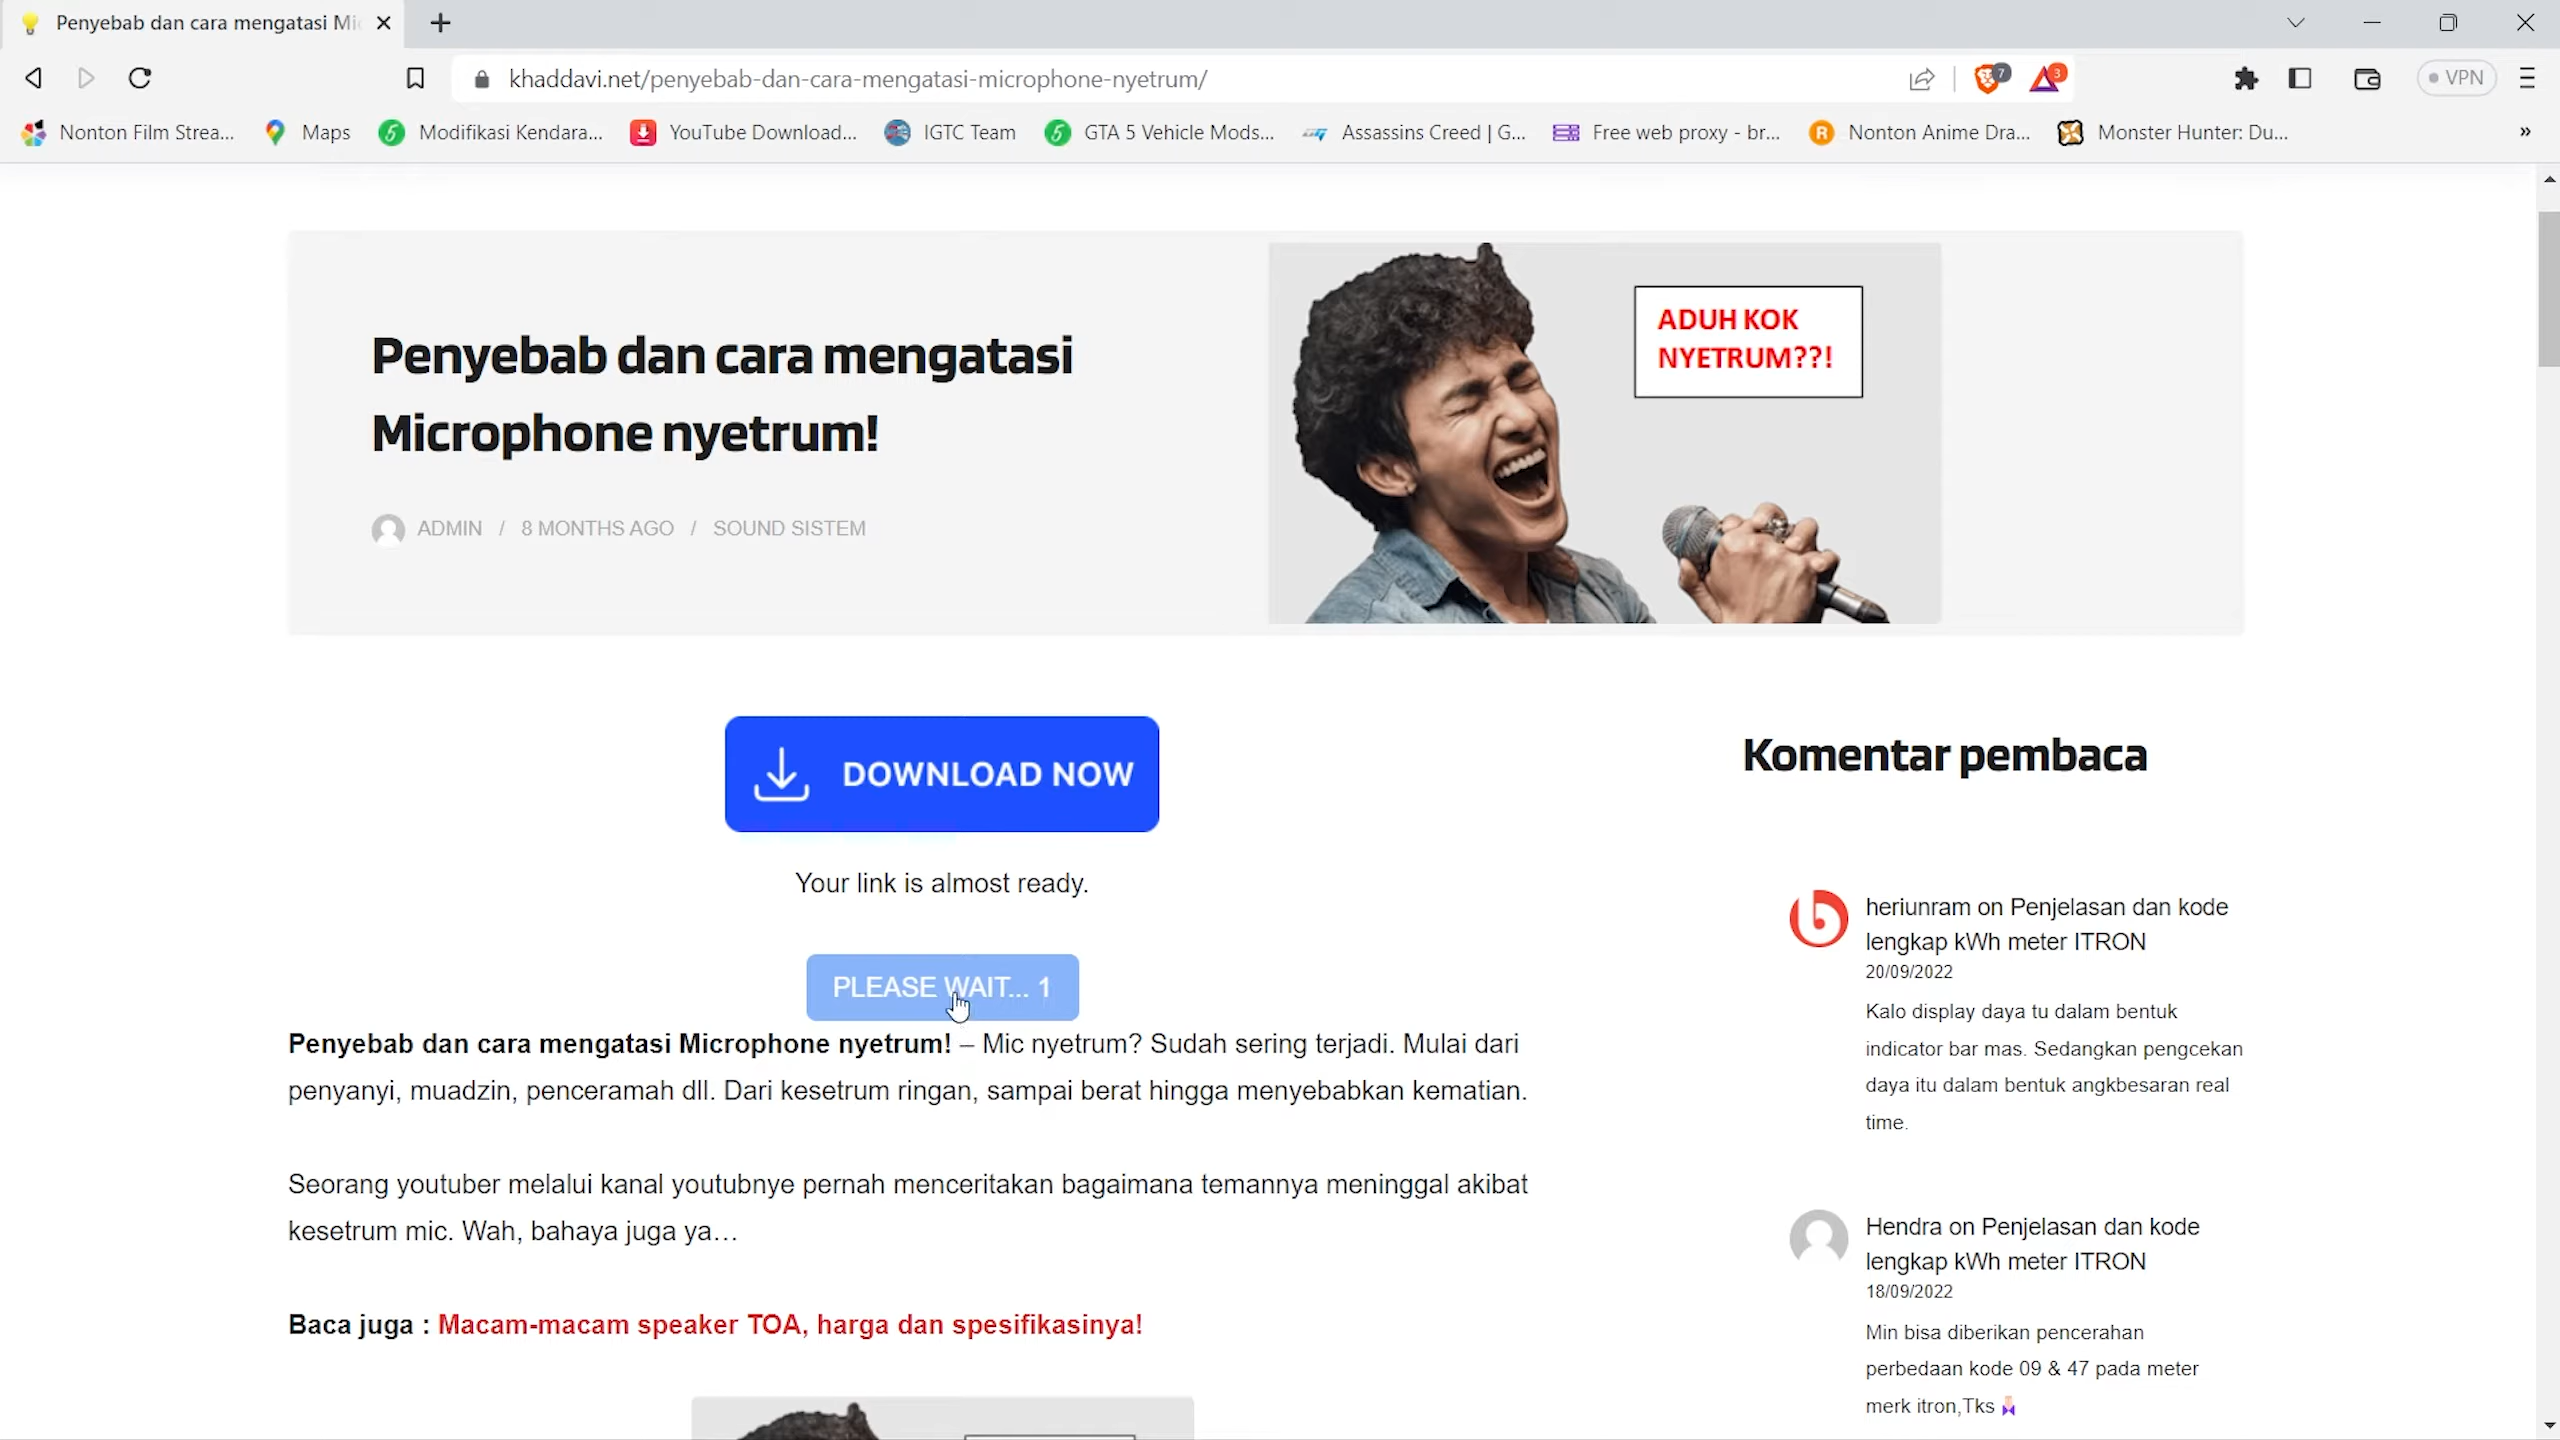 Penyebab dan cara mengatasi Mi
khaddavi.net/penyebab-dan-cara-mengatasi-microphone-nyetrum/
7
3
VPN
Nonton Film Strea...
Maps
Modifikasi Kendara...
YouTube Download...
IGTC Team
GTA 5 Vehicle Mods...
Assassins Creed | G...
Free web proxy - br...
Nonton Anime Dra...
Monster Hunter: Du...
»
Penyebab dan cara mengatasi
Microphone nyetrum!
ADMIN / 8 MONTHS AGO / SOUND SISTEM
ADUH KOK
NYETRUM??!
DOWNLOAD NOW
Your link is almost ready.
PLEASE WAIT... 1
Penyebab dan cara mengatasi Microphone nyetrum! – Mic nyetrum? Sudah sering terjadi. Mulai dari
penyanyi, muadzin, penceramah dll. Dari kesetrum ringan, sampai berat hingga menyebabkan kematian.
Seorang youtuber melalui kanal youtubnye pernah menceritakan bagaimana temannya meninggal akibat
kesetrum mic. Wah, bahaya juga ya…
Baca juga : Macam-macam speaker TOA, harga dan spesifikasinya!
Komentar pembaca
heriunram on Penjelasan dan kode
lengkap kWh meter ITRON
20/09/2022
Kalo display daya tu dalam bentuk
indicator bar mas. Sedangkan pengcekan
daya itu dalam bentuk angkbesaran real
time.
Hendra on Penjelasan dan kode
lengkap kWh meter ITRON
18/09/2022
Min bisa diberikan pencerahan
perbedaan kode 09 & 47 pada meter
merk itron,Tks